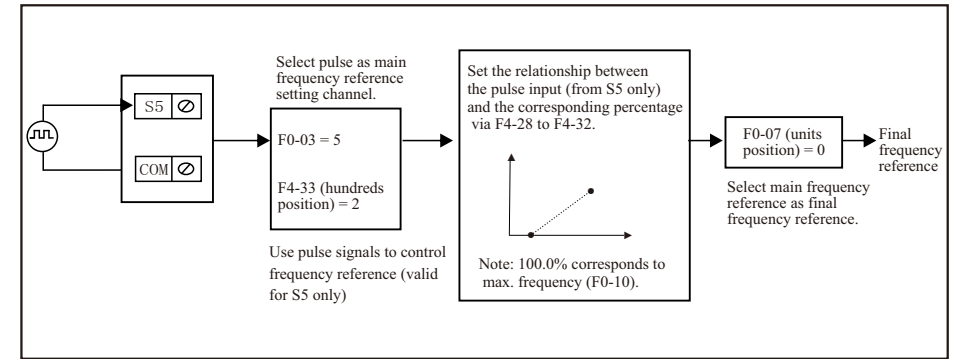 S5
COM
Select pulse as main
frequency reference
setting channel.
F0-03 = 5
F4-33 (hundreds
position) = 2
Use pulse signals to control
frequency reference (valid
for S5 only)
Set the relationship between
the pulse input (from S5 only)
and the corresponding percentage
via F4-28 to F4-32.
Note: 100.0% corresponds to
max. frequency (F0-10).
F0-07 (units
position) = 0
Select main frequency
reference as final
frequency reference.
Final
frequency
reference